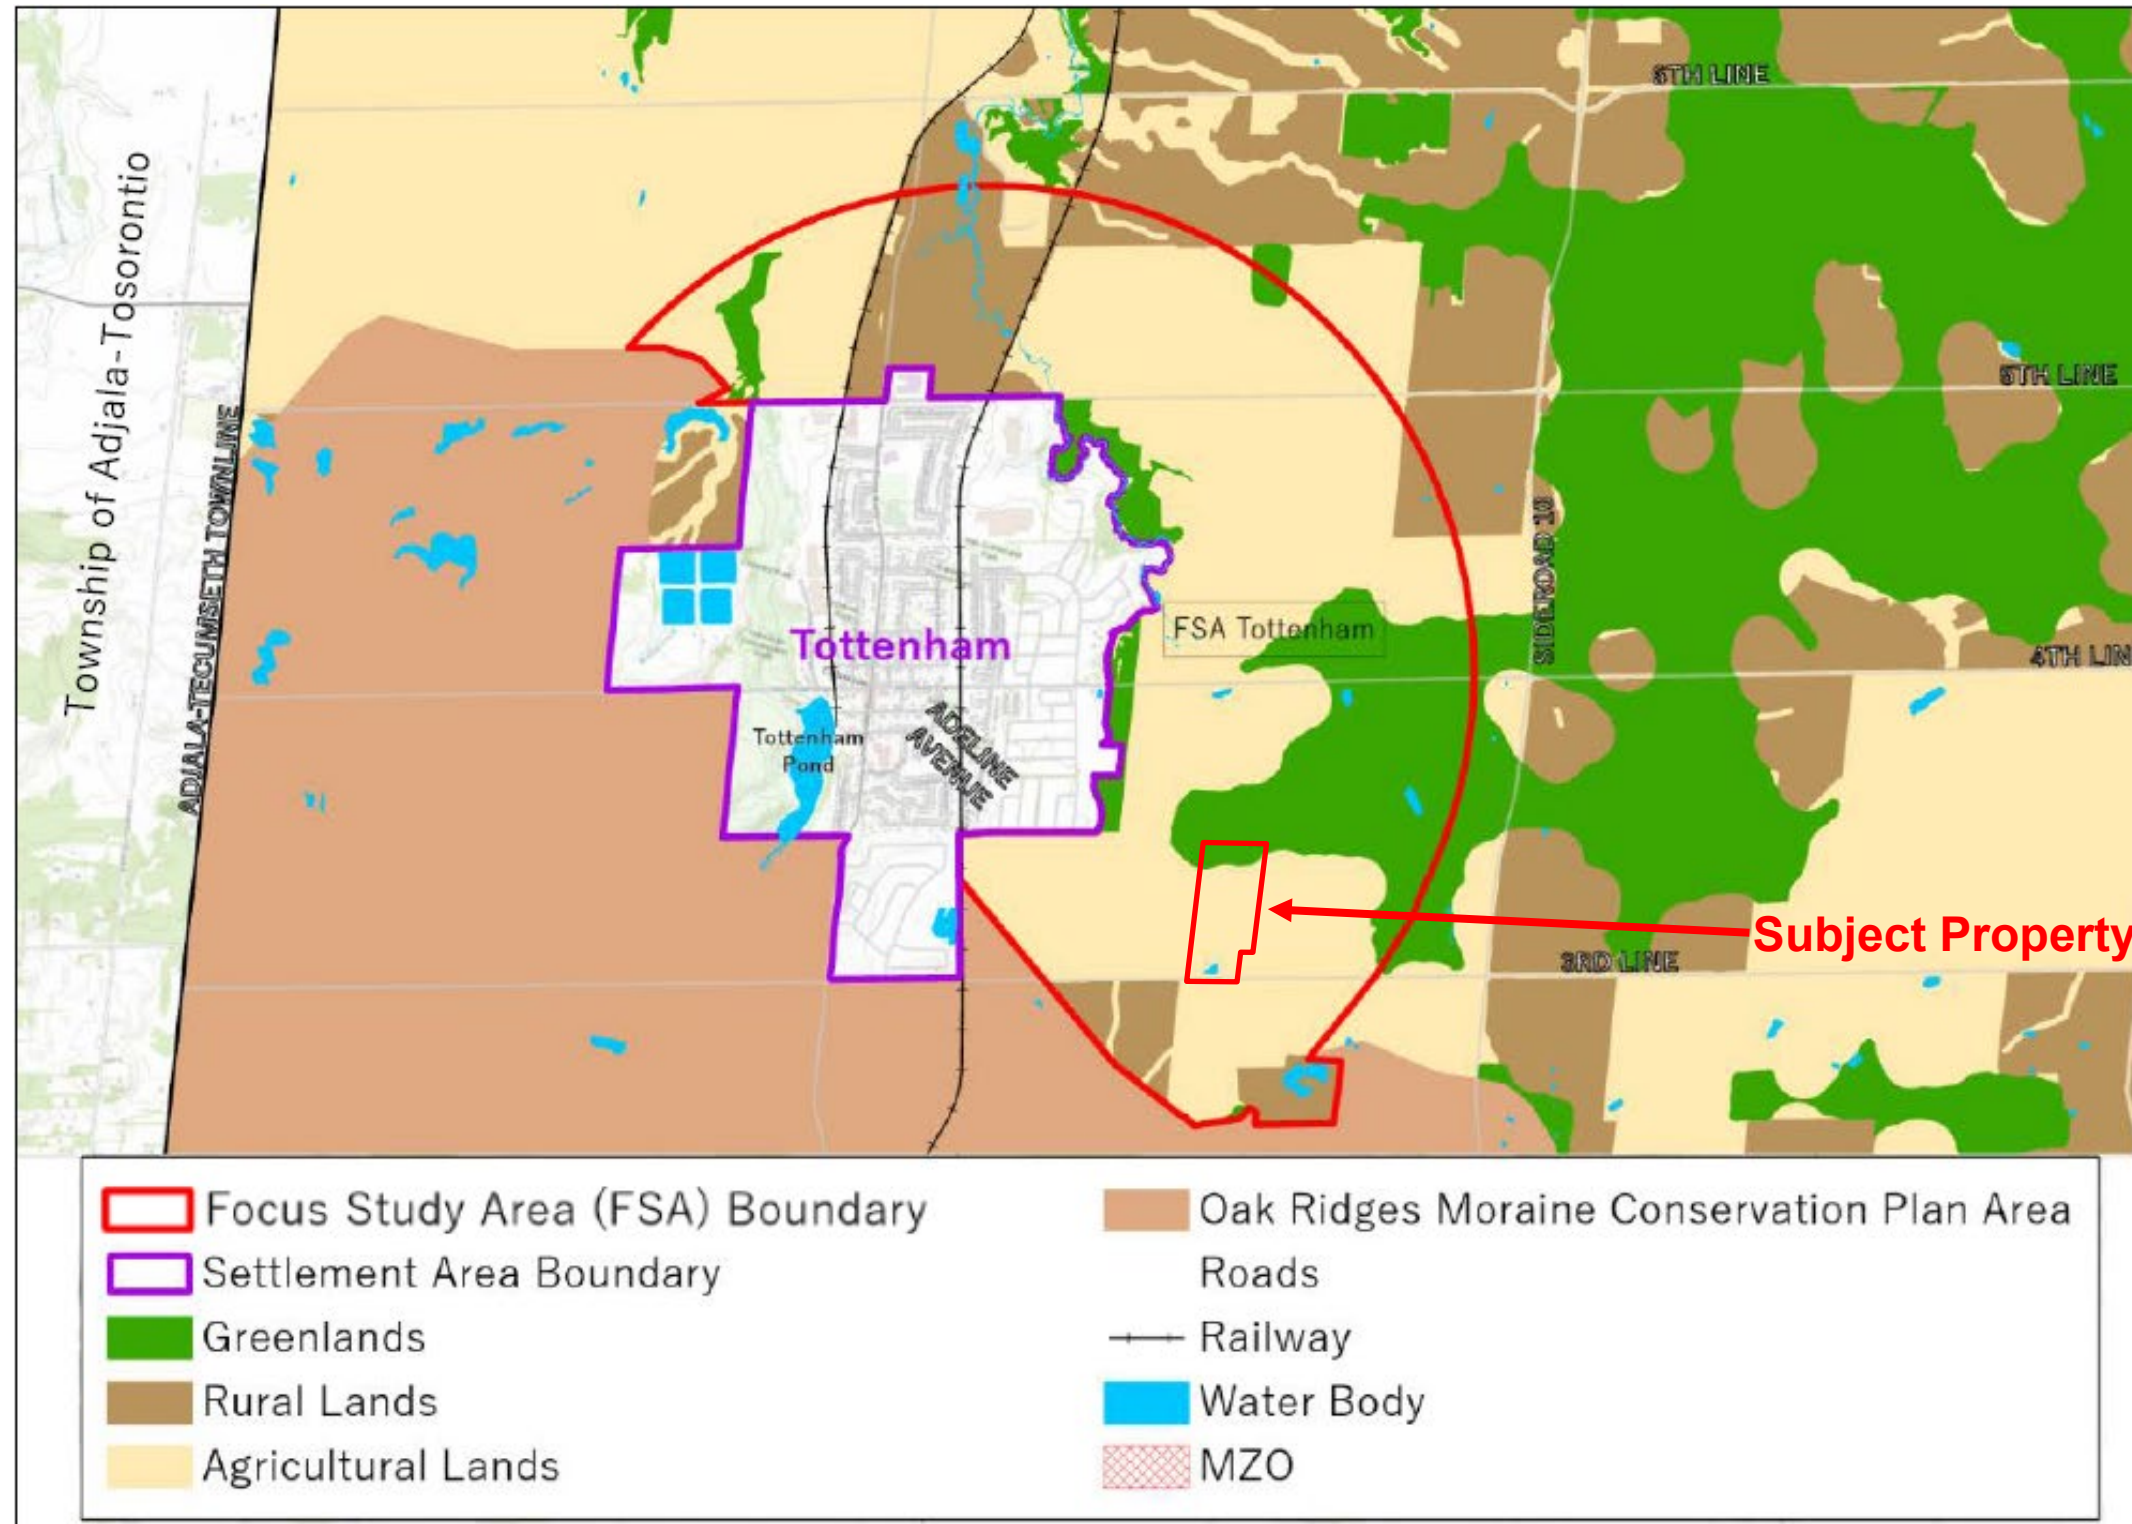 6TH LINE
Township of Adjala-Tosorontio
5TH LINE
ADJALA-TECUMSETH TOWNLINE
SIDEROAD 10
FSA Tottenham
Tottenham
4TH LIN
ADELINE
AVENUE
Tottenham
Pond
Subject Property
3RD LINE
Focus Study Area (FSA) Boundary
Settlement Area Boundary
Greenlands
Rural Lands
Agricultural Lands
Oak Ridges Moraine Conservation Plan Area
Roads
Railway
Water Body
MZO